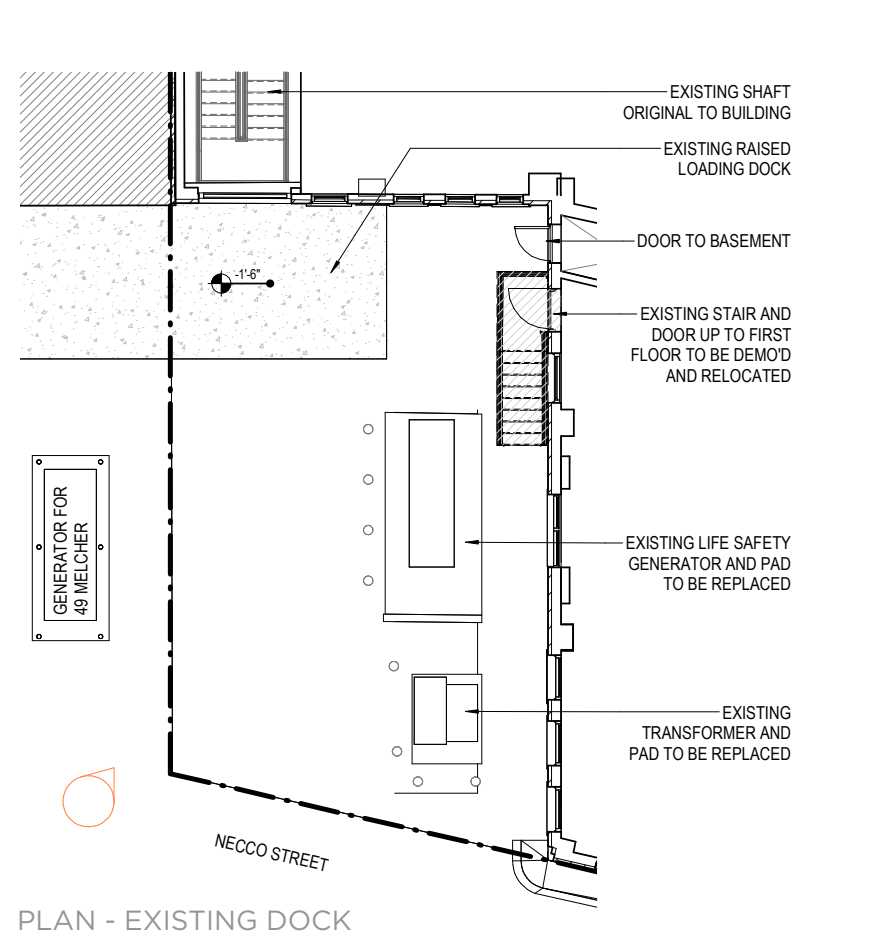 EXISTING SHAFT
ORIGINAL TO BUILDING
EXISTING RAISED
LOADING DOCK
DOOR TO BASEMENT
-1'-6"
EXISTING STAIR AND
DOOR UP TO FIRST
FLOOR TO BE DEMO'D
AND RELOCATED
GENERATOR FOR
49 MELCHER
EXISTING LIFE SAFETY
GENERATOR AND PAD
TO BE REPLACED
EXISTING
TRANSFORMER AND
PAD TO BE REPLACED
NECCO STREET
PLAN - EXISTING DOCK